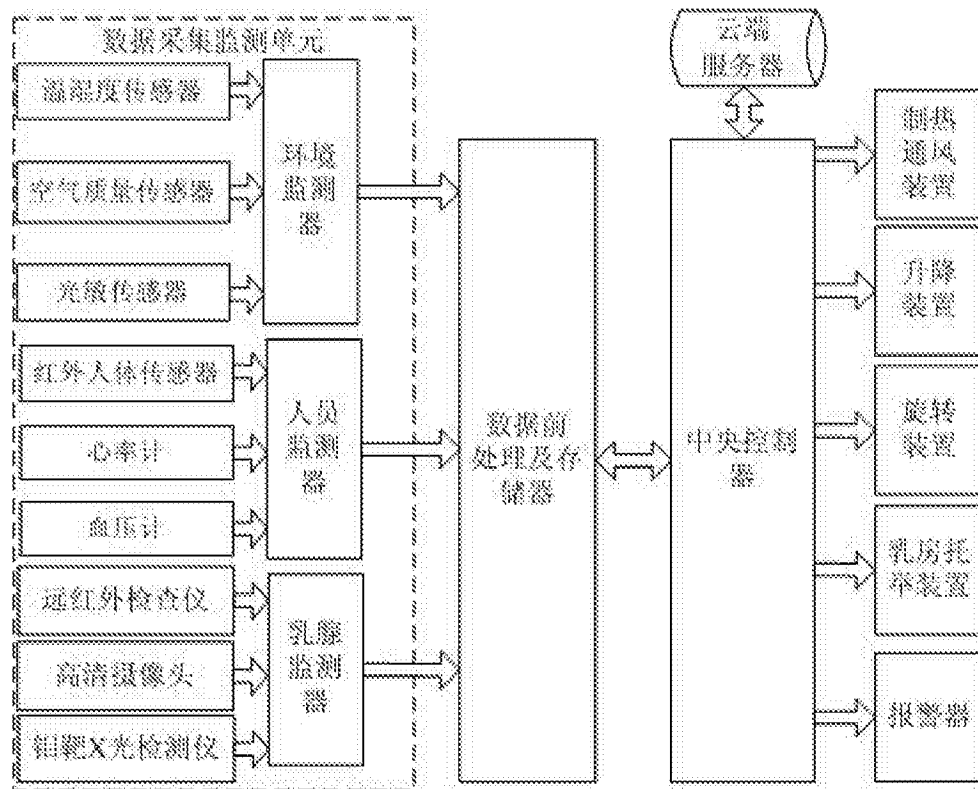 数据采集监测单元
温湿度传感器
空气质量传感器
光敏传感器
环境
监测
器
红外人体传感器
心率计
血压计
人员
监测
器
远红外检查仪
高清摄像头
钼靶X光检测仪
乳腺
监测
器
数据前
处理及存
储器
云端
服务器
中央控制
器
制热
通风
装置
升降
装置
旋转
装置
乳房托
举装置
报警器